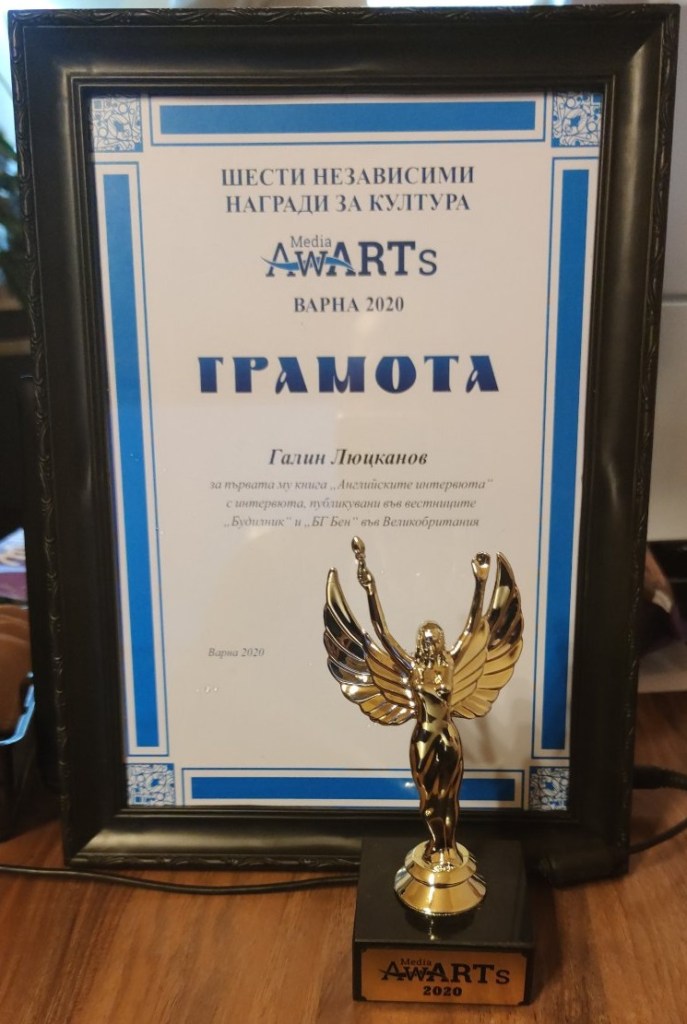 ШЕСТИ НЕЗАВИСИМИ
НАГРАДИ ЗА КУЛТУРА
Media
AWARTs
ВАРНА 2020
ГРАМОТА
Галин Люцканов
за първата му книга „Английските интервюта“
с интервюта, публикувани във вестниците
„Будилник“ и „БГ Бен“ във Великобритания
Варна 2020
Media
AWARTs
2020